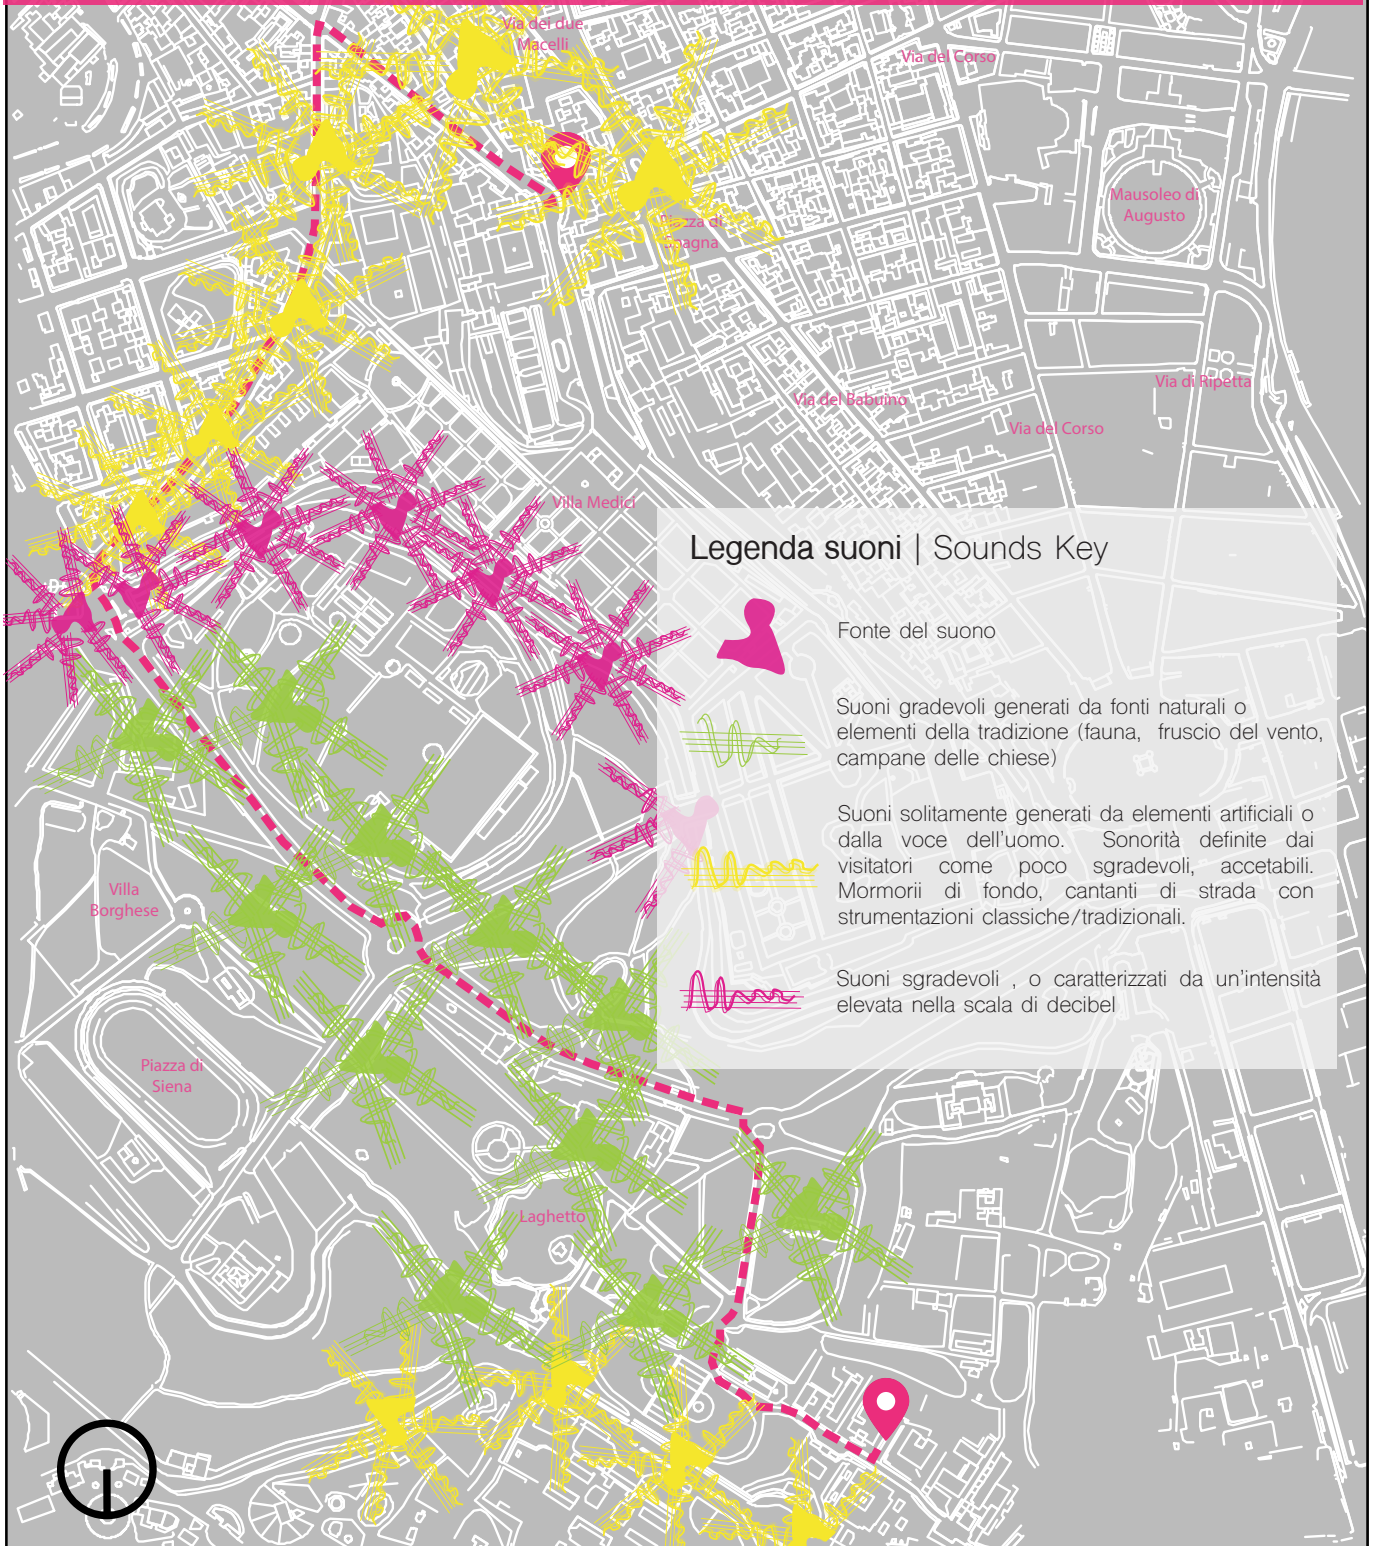 Via dei due
Macelli
Via del Corso
Mausoleo di
Augusto
Piazza di
Spagna
Via di Ripetta
Via del Babuino
Via del Corso
Villa Medici
Legenda suoni | Sounds Key
Fonte del suono
Suoni gradevoli generati da fonti naturali o
elementi della tradizione (fauna, fruscio del vento,
campane delle chiese)
Suoni solitamente generati da elementi artificiali o
dalla voce dell'uomo. Sonorità definite dai
visitatori come poco sgradevoli, accetabili.
Mormorii di fondo, cantanti di strada con
strumentazioni classiche/tradizionali.
Suoni sgradevoli , o caratterizzati da un'intensità
elevata nella scala di decibel
Villa
Borghese
Piazza di
Siena
Laghetto